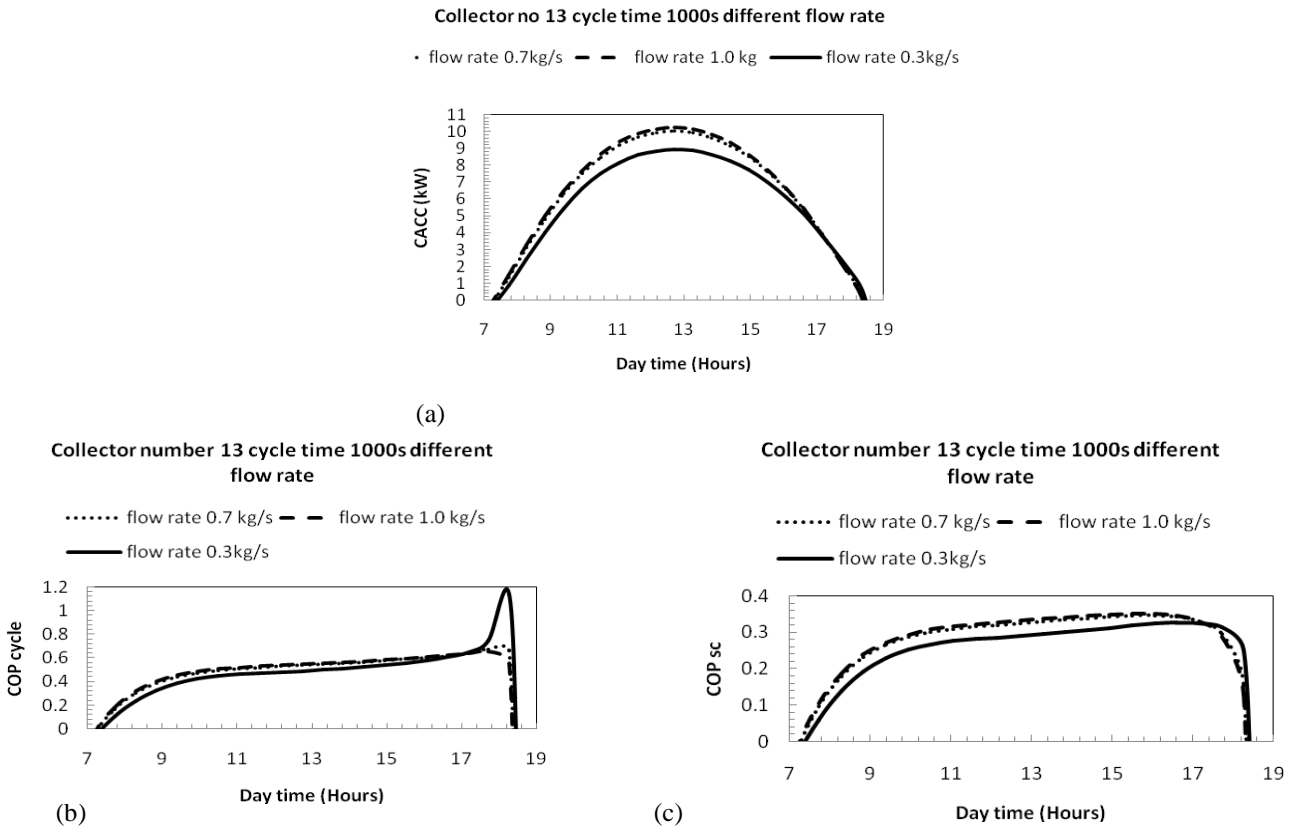 Collector no 13 cycle time 1000s different flow rate
flow rate 0.7kg/s flow rate 1.0 kg flow rate 0.3kg/s
11
10
9
8
7
6
5
4
3
2
1
0
CACC (kW)
7 9 11 13 15 17 19
Day time (Hours)
(a)
Collector number 13 cycle time 1000s different
flow rate
flow rate 0.7 kg/s flow rate 1.0 kg/s
flow rate 0.3kg/s
1.2
1
0.8
0.6
0.4
0.2
0
COP cycle
7 9 11 13 15 17 19
Day time (Hours)
(b)
Collector number 13 cycle time 1000s different
flow rate
flow rate 0.7 kg/s flow rate 1.0 kg/s
flow rate 0.3kg/s
0.4
0.3
0.2
0.1
0
COP sc
7 9 11 13 15 17 19
Day time (Hours)
(c)